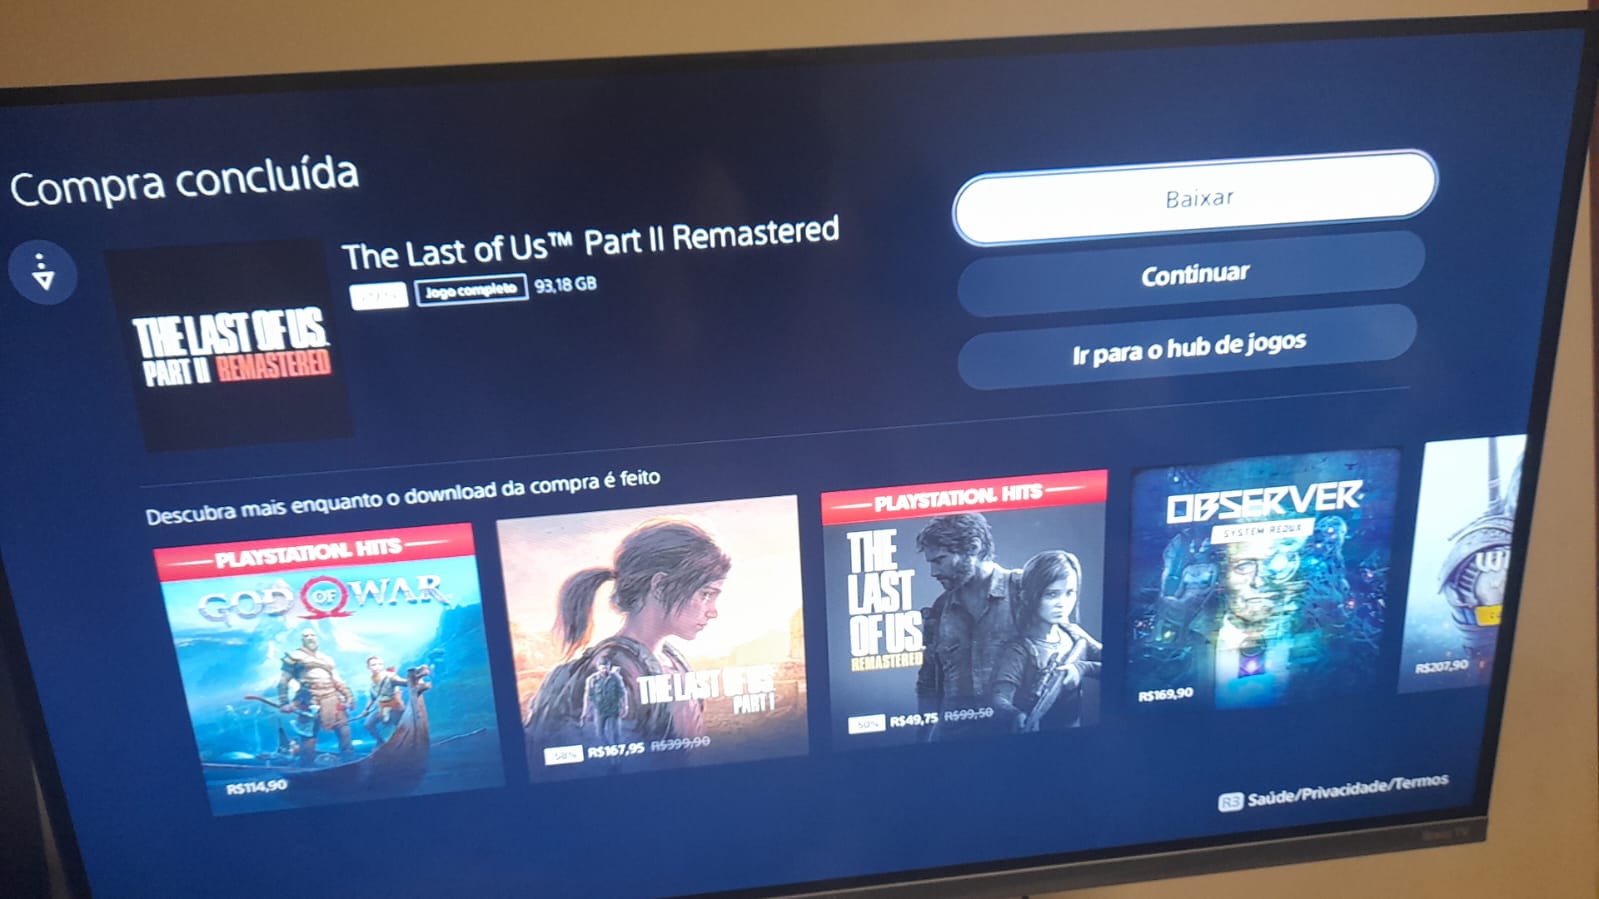 Compra concluída
The Last of Us™ Part II Remastered
Jogo completo 93,18 GB
THE LAST OF US
PART II REMASTERED
Baixar
Continuar
Ir para o hub de jogos
Descubra mais enquanto o download da compra é feito
PLAYSTATION HITS
GOD OF WAR
R$114,90
THE LAST OF US
PART I
R$167,95 R$399,90
PLAYSTATION HITS
THE
LAST
OF US
REMASTERED
-50% R$49,75 R$99,50
OBSERVER
SYSTEM REDUX
R$169,90
R$207,90
R3 Saúde/Privacidade/Termos